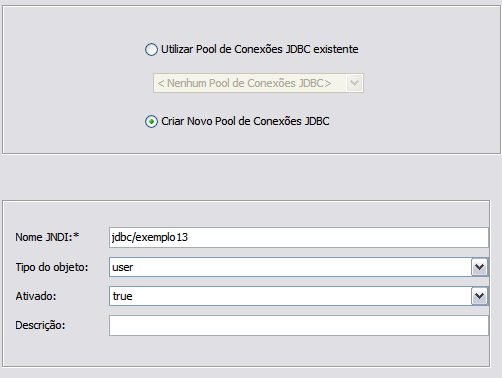 Utilizar Pool de Conexões JDBC existente
< Nenhum Pool de Conexões JDBC>
Criar Novo Pool de Conexões JDBC
Nome JNDI:* jdbc/exemplo13
Tipo do objeto: user
Ativado: true
Descrição: